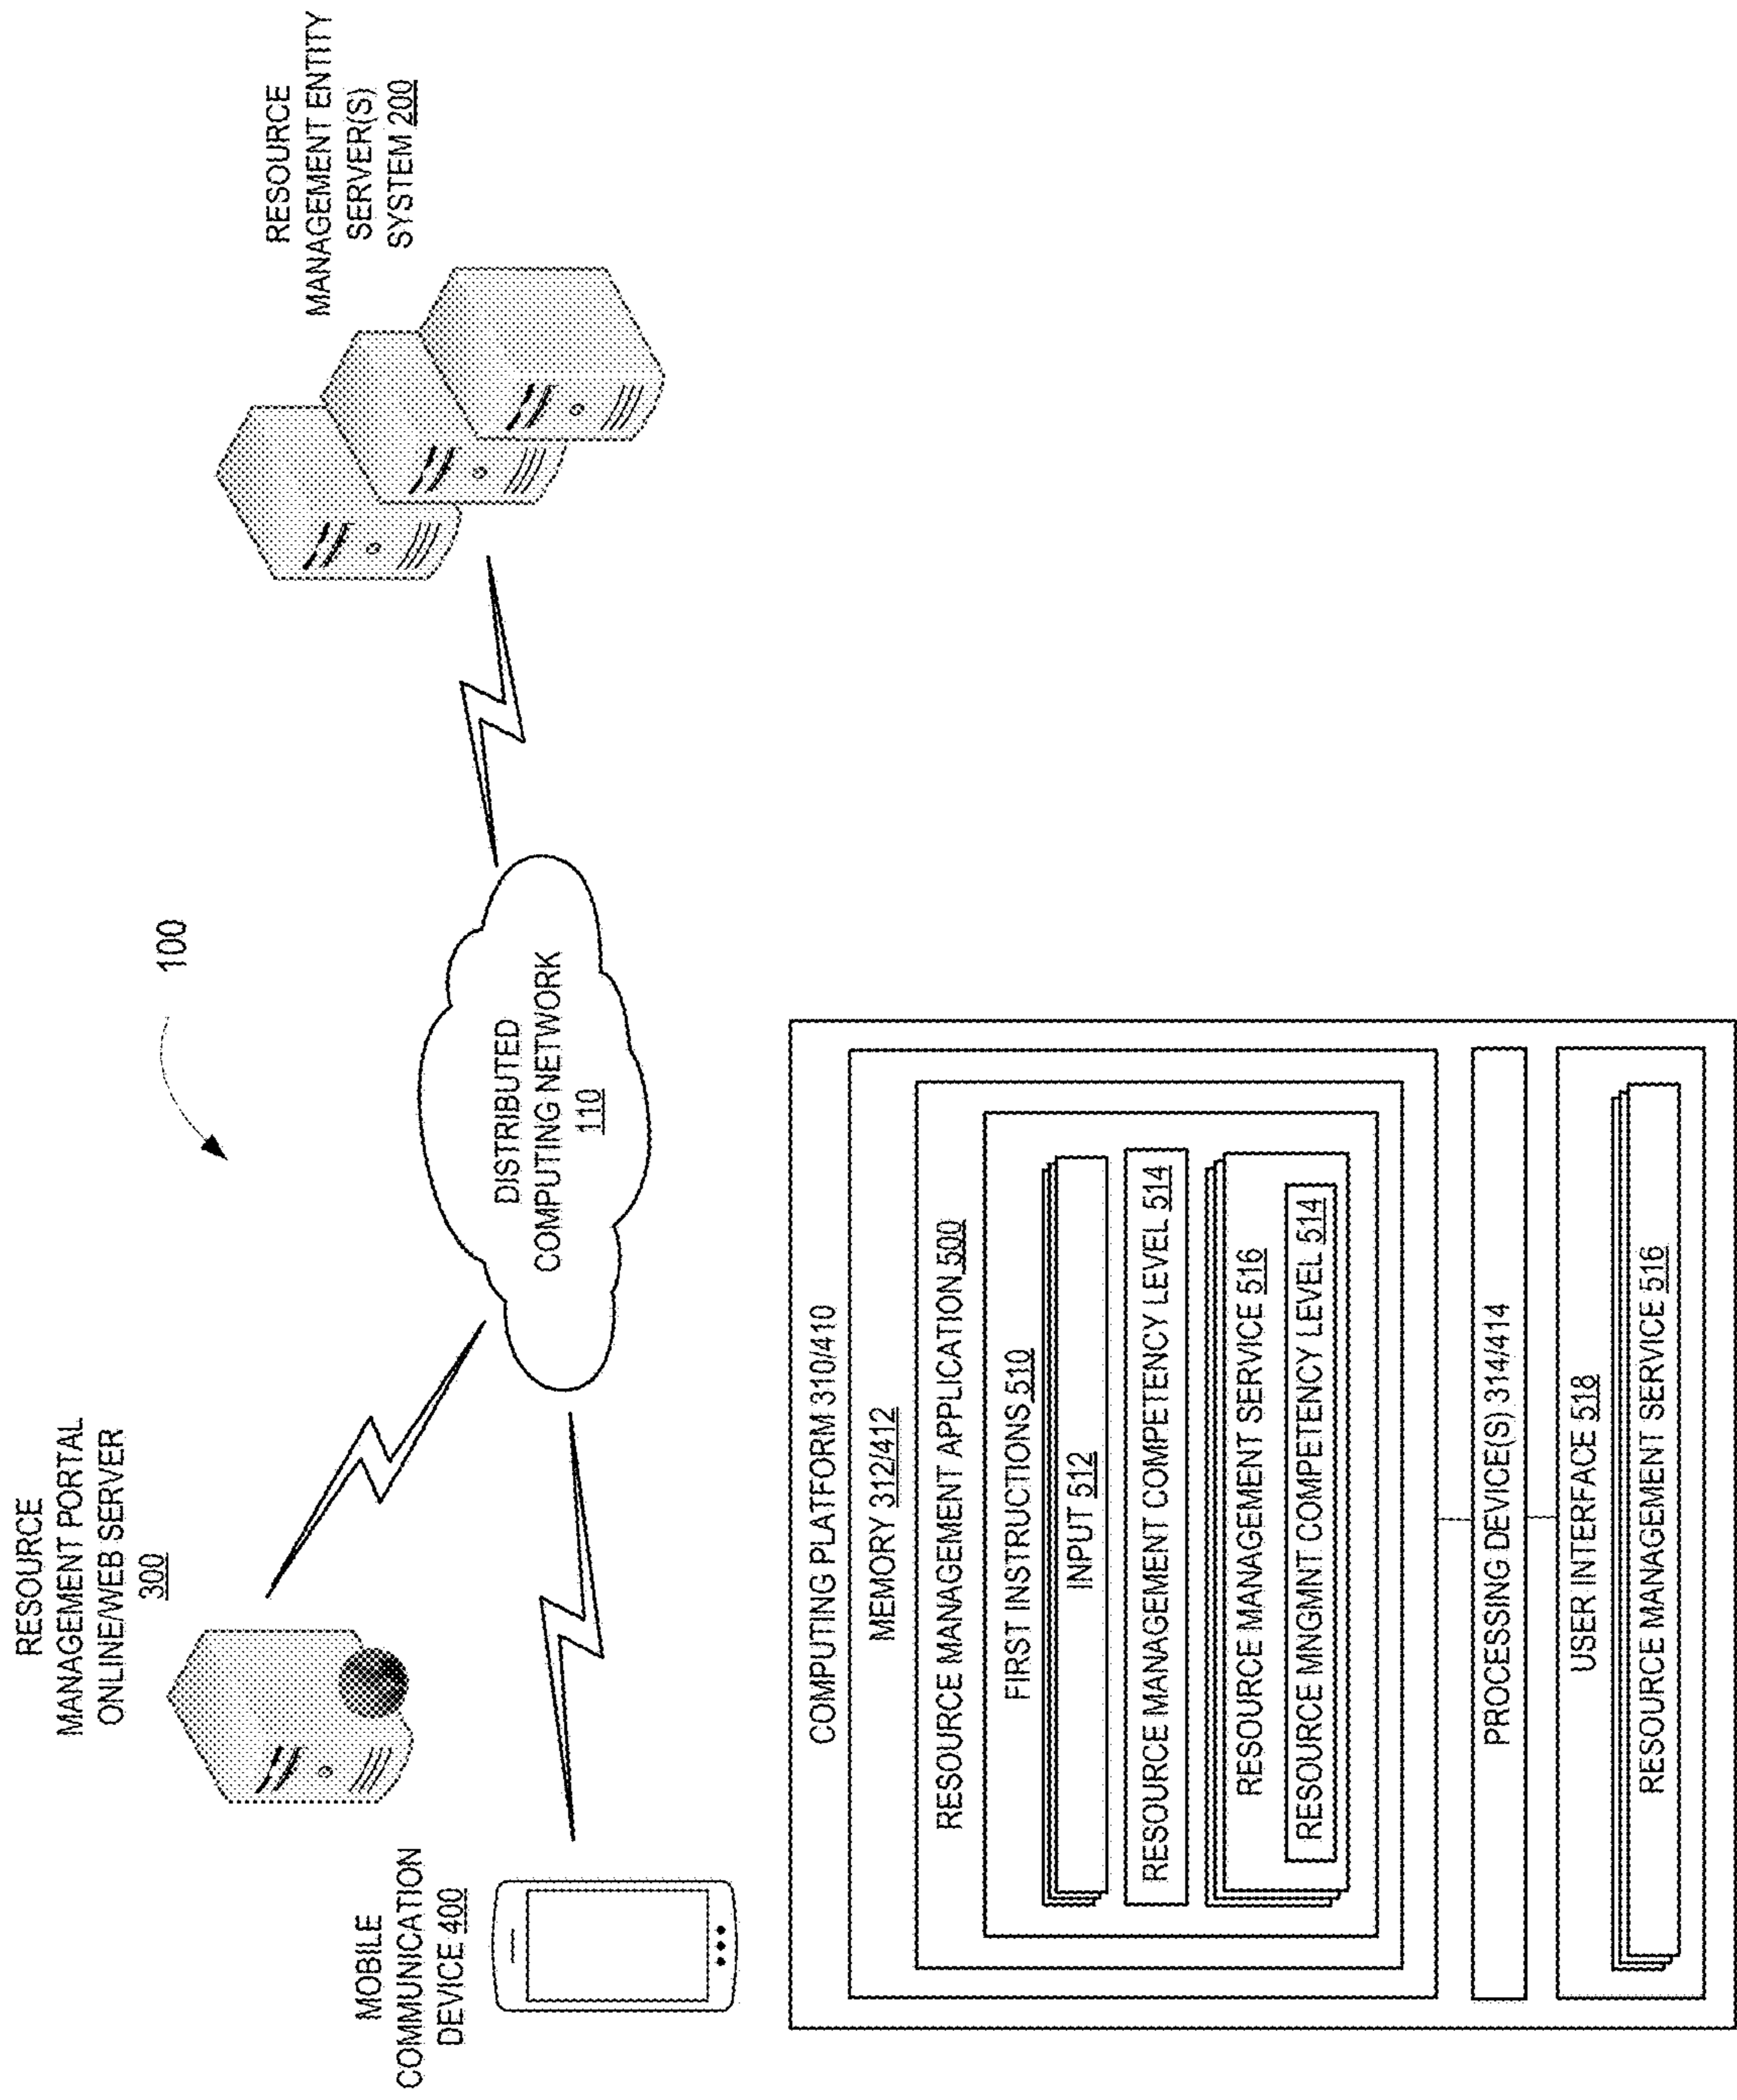 100
RESOURCE
MANAGEMENT PORTAL
ONLINE/WEB SERVER
300
RESOURCE
MANAGEMENT ENTITY
SERVER(S)
SYSTEM 200
MOBILE
COMMUNICATION
DEVICE 400
DISTRIBUTED
COMPUTING NETWORK
110
COMPUTING PLATFORM 310/410
MEMORY 312/412
RESOURCE MANAGEMENT APPLICATION 500
FIRST INSTRUCTIONS 510
INPUT 512
RESOURCE MANAGEMENT COMPETENCY LEVEL 514
RESOURCE MANAGEMENT SERVICE 516
RESOURCE MNGMNT COMPETENCY LEVEL 514
PROCESSING DEVICE(S) 314/414
USER INTERFACE 518
RESOURCE MANAGEMENT SERVICE 516